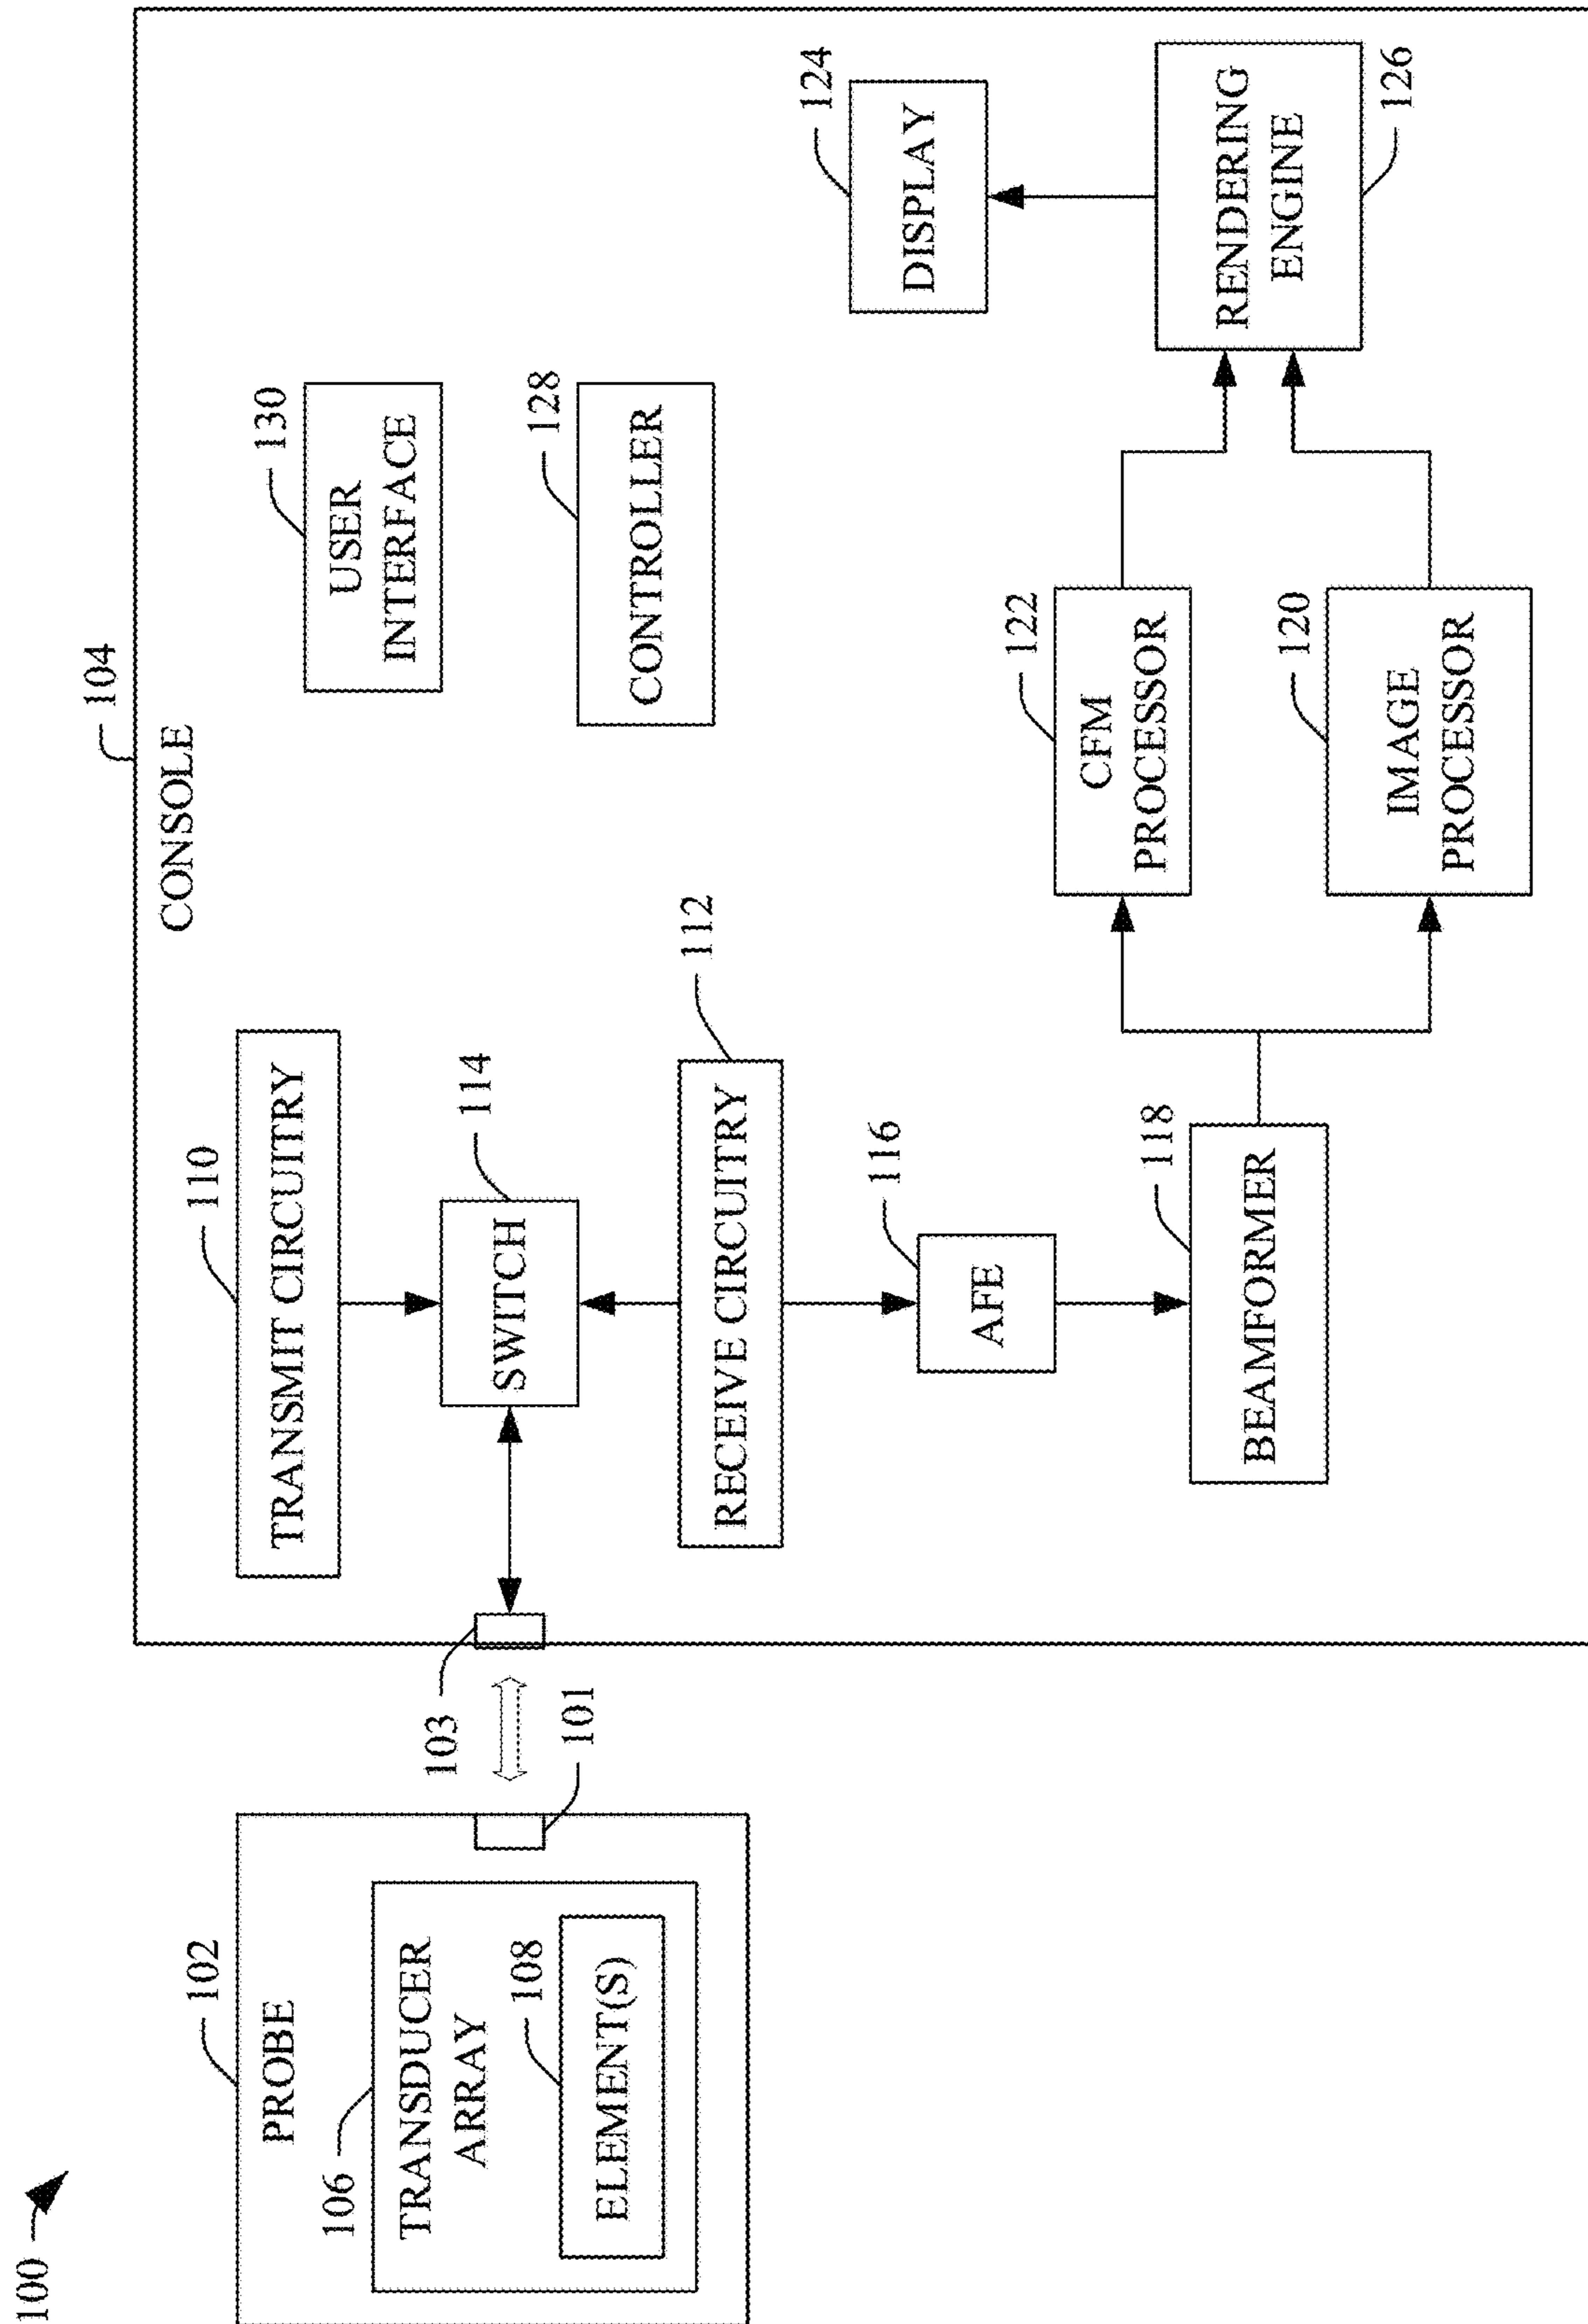 100
102
PROBE
106
TRANSDUCER
ARRAY
108
ELEMENT(S)
103
101
104
CONSOLE
110
TRANSMIT CIRCUITRY
114
SWITCH
112
RECEIVE CIRCUITRY
116
AFE
118
BEAMFORMER
130
USER
INTERFACE
128
CONTROLLER
122
CFM
PROCESSOR
120
IMAGE
PROCESSOR
124
DISPLAY
RENDERING
ENGINE
126